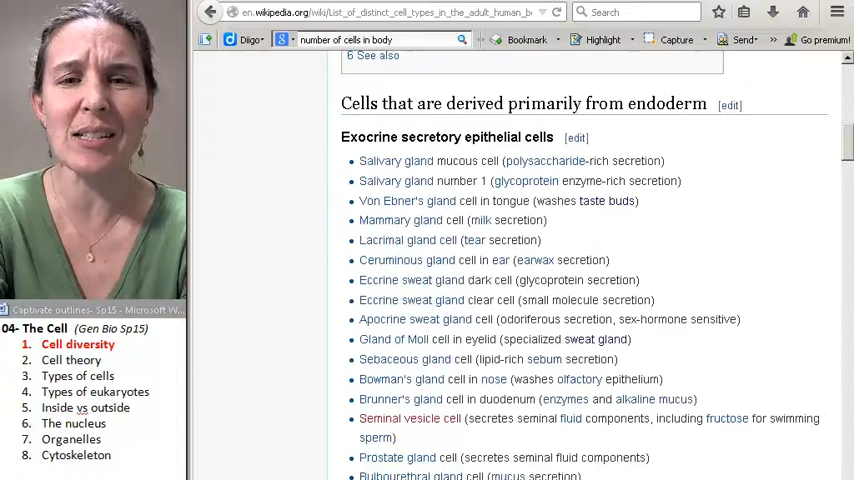 en.wikipedia.org/wiki/List_of_distinct_cell_types_in_the_adult_human_b
Search
Diigo
number of cells in body
Bookmark
Highlight
Capture
Send
Go premium!
6 See also
Cells that are derived primarily from endoderm [edit]
Exocrine secretory epithelial cells [edit]
• Salivary gland mucous cell (polysaccharide-rich secretion)
• Salivary gland number 1 (glycoprotein enzyme-rich secretion)
• Von Ebner's gland cell in tongue (washes taste buds)
• Mammary gland cell (milk secretion)
• Lacrimal gland cell (tear secretion)
• Ceruminous gland cell in ear (earwax secretion)
• Eccrine sweat gland dark cell (glycoprotein secretion)
• Eccrine sweat gland clear cell (small molecule secretion)
• Apocrine sweat gland cell (odoriferous secretion, sex-hormone sensitive)
• Gland of Moll cell in eyelid (specialized sweat gland)
• Sebaceous gland cell (lipid-rich sebum secretion)
• Bowman's gland cell in nose (washes olfactory epithelium)
• Brunner's gland cell in duodenum (enzymes and alkaline mucus)
• Seminal vesicle cell (secretes seminal fluid components, including fructose for swimming
sperm)
• Prostate gland cell (secretes seminal fluid components)
• Bulbourethral gland cell (mucus secretion)
Captivate outlines- Sp15 - Microsoft W...
04- The Cell (Gen Bio Sp15)
1. Cell diversity
2. Cell theory
3. Types of cells
4. Types of eukaryotes
5. Inside vs outside
6. The nucleus
7. Organelles
8. Cytoskeleton